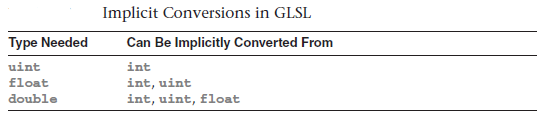 Implicit Conversions in GLSL
Type Needed Can Be Implicitly Converted From
uint int
float int, uint
double int, uint, float